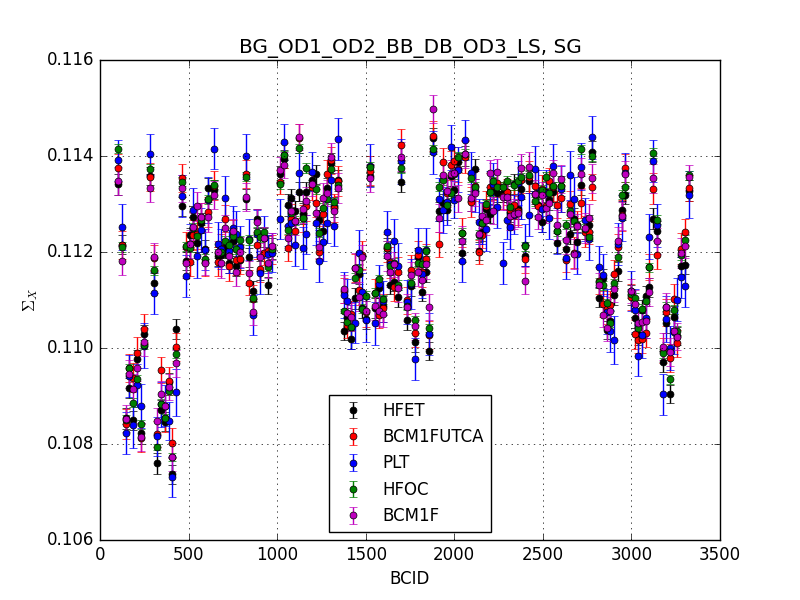 BG_OD1_OD2_BB_DB_OD3_LS, SG
0.116
0.114
0.112
0.110
0.108
0.106
Σ_X
HFET
BCM1FUTCA
PLT
HFOC
BCM1F
0 500 1000 1500 2000 2500 3000 3500
BCID